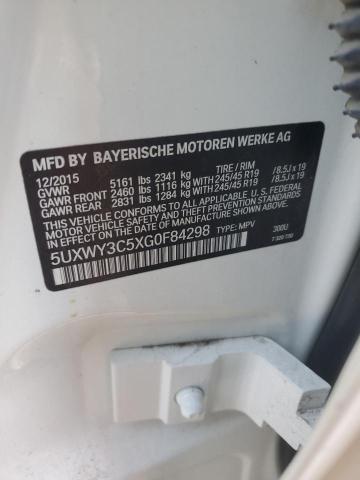 MFD BY BAYERISCHE MOTOREN WERKE AG
12/2015 TIRE / RIM
GVWR 5161 lbs 2341 kg
GAWR FRONT 2460 lbs 1116 kg WITH 245/45 R19 / 8.5J x 19
GAWR REAR 2831 lbs 1284 kg WITH 245/45 R19 / 8.5J x 19
THIS VEHICLE CONFORMS TO ALL APPLICABLE U. S. FEDERAL
SAFETY AND THEFT PREVENTION STANDARDS IN EFFECT
ON THE DATE OF MANUFACTURE SHOWN ABOVE.
5UXWY3C5XG0F84298 TYPE: MPV 300U